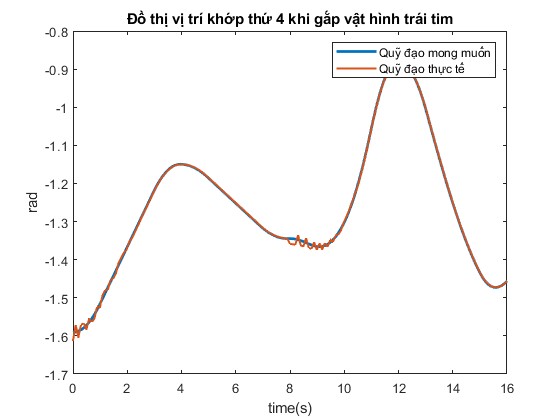 Đồ thị vị trí khớp thứ 4 khi gắp vật hình trái tim
Quỹ đạo mong muốn
Quỹ đạo thực tế
-0.8
-0.9
-1
-1.1
-1.2
-1.3
-1.4
-1.5
-1.6
-1.7
rad
0 2 4 6 8 10 12 14 16
time(s)